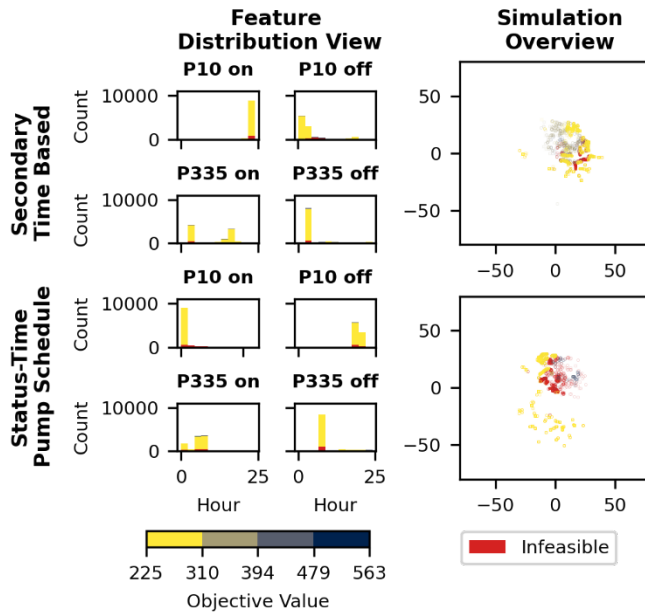 Feature
Distribution View
Simulation
Overview
Secondary
Time Based
P10 on
P10 off
Count
10000
0
P335 on
P335 off
Count
10000
0
50
0
−50
−50
0
50
Status-Time
Pump Schedule
P10 on
P10 off
Count
10000
0
P335 on
P335 off
Count
10000
0
0
25
0
25
Hour
Hour
50
0
−50
−50
0
50
225
310
394
479
563
Objective Value
Infeasible